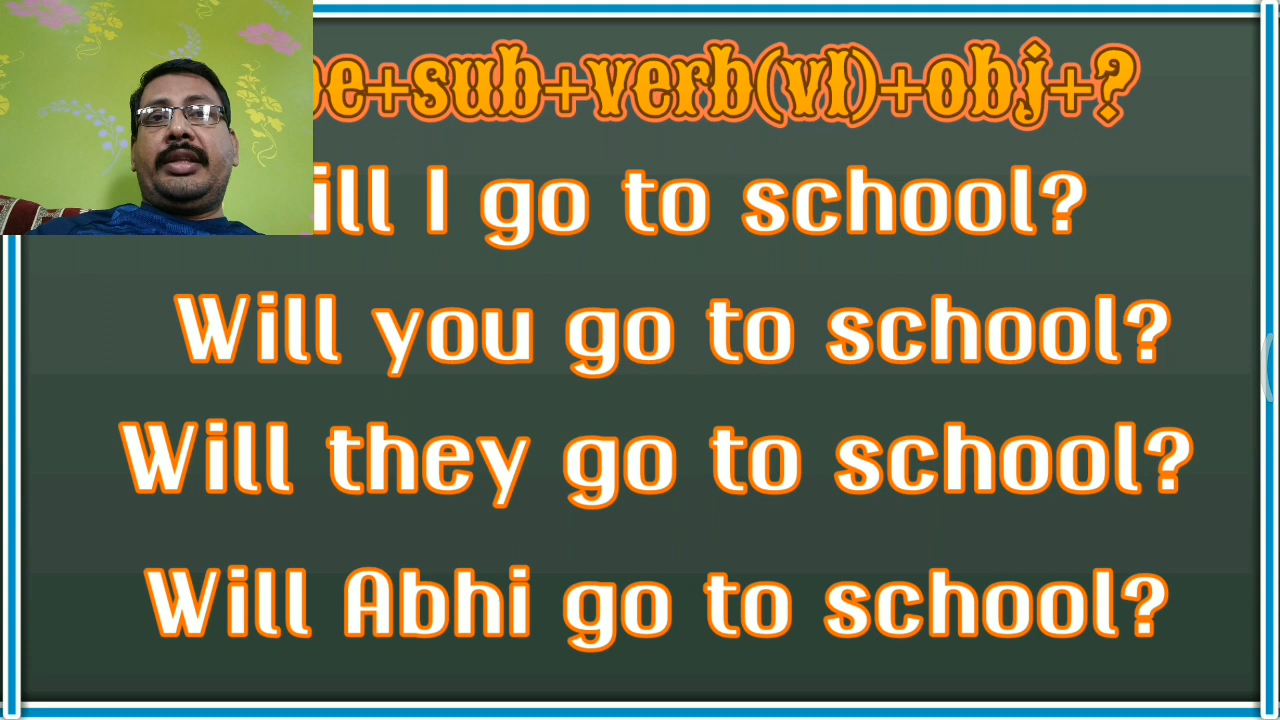 be+sub+verb(v1)+obj+?
ill I go to school?
Will you go to school?
Will they go to school?
Will Abhi go to school?